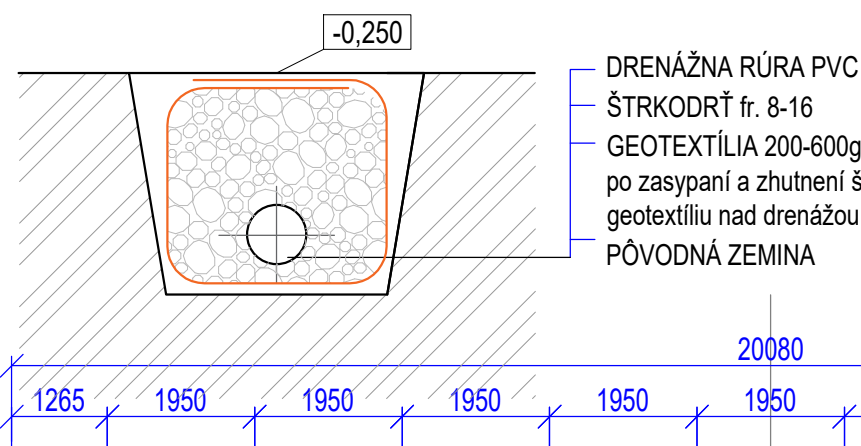 -0,250
DRENÁŽNA RÚRA PVC
ŠTRKODRŤ fr. 8-16
GEOTEXTÍLIA 200-600g
po zasypaní a zhutnení š
geotextíliu nad drenážou
PÔVODNÁ ZEMINA
20080
1265 1950 1950 1950 1950 1950